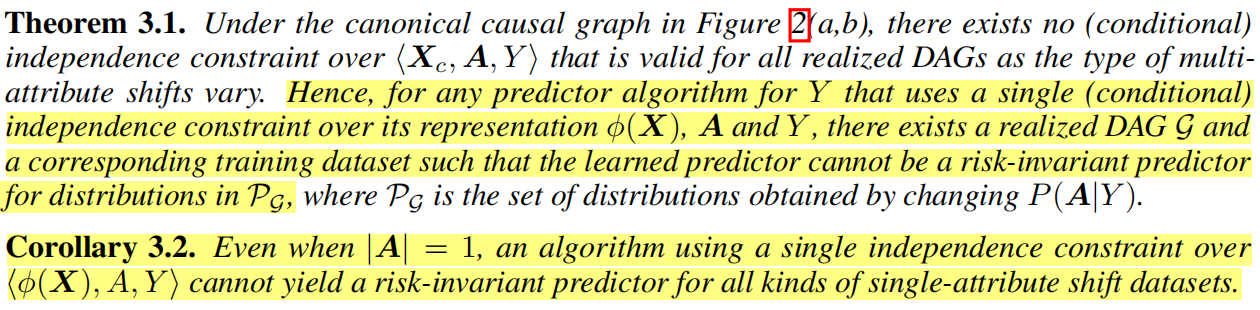 Theorem 3.1. Under the canonical causal graph in Figure 2(a,b), there exists no (conditional)
independence constraint over ⟨Xc, A, Y⟩ that is valid for all realized DAGs as the type of multi-
attribute shifts vary. Hence, for any predictor algorithm for Y that uses a single (conditional)
independence constraint over its representation ϕ(X), A and Y, there exists a realized DAG 𝒢 and
a corresponding training dataset such that the learned predictor cannot be a risk-invariant predictor
for distributions in 𝒫𝒢, where 𝒫𝒢 is the set of distributions obtained by changing P(A|Y).
Corollary 3.2. Even when |A| = 1, an algorithm using a single independence constraint over
⟨ϕ(X), A, Y⟩ cannot yield a risk-invariant predictor for all kinds of single-attribute shift datasets.